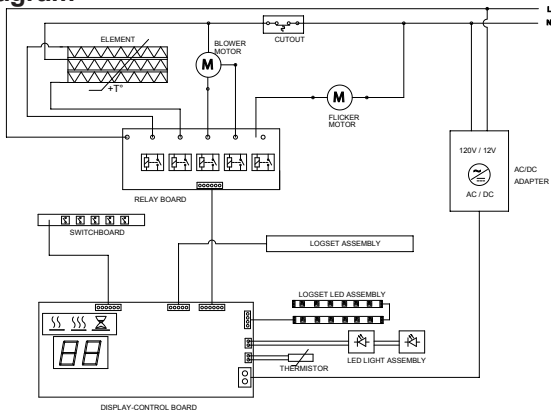 L
N
CUTOUT
ELEMENT
BLOWER
MOTOR
M
+T°
M
FLICKER
MOTOR
120V / 12V
AC / DC
AC/DC
ADAPTER
RELAY BOARD
SWITCHBOARD
LOGSET ASSEMBLY
LOGSET LED ASSEMBLY
88
THERMISTOR
LED LIGHT ASSEMBLY
DISPLAY-CONTROL BOARD